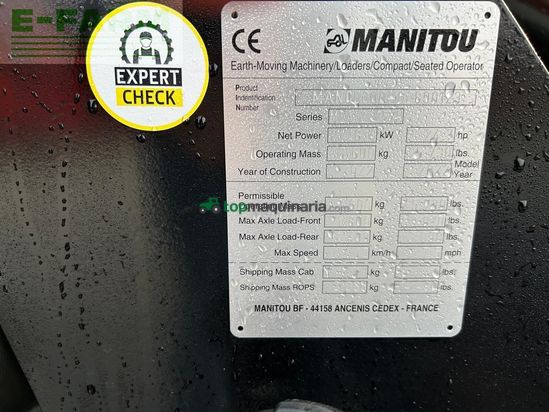 E-FA
EXPERT
CHECK
CE MANITOU
Earth-Moving Machinery/Loaders/Compact/Seated Operator
Product
Indentification
Number
Series
Net Power kW hp
Operating Mass kg lbs.
Year of Construction Model
Year
Permissible
kg lbs.
topmaquinaria.com
Max Axle Load-Front kg lbs.
Max Axle Load-Rear kg lbs.
Max Speed km/h mph
Shipping Mass Cab kg lbs.
Shipping Mass ROPS kg lbs.
MANITOU BF - 44158 ANCENIS CEDEX - FRANCE